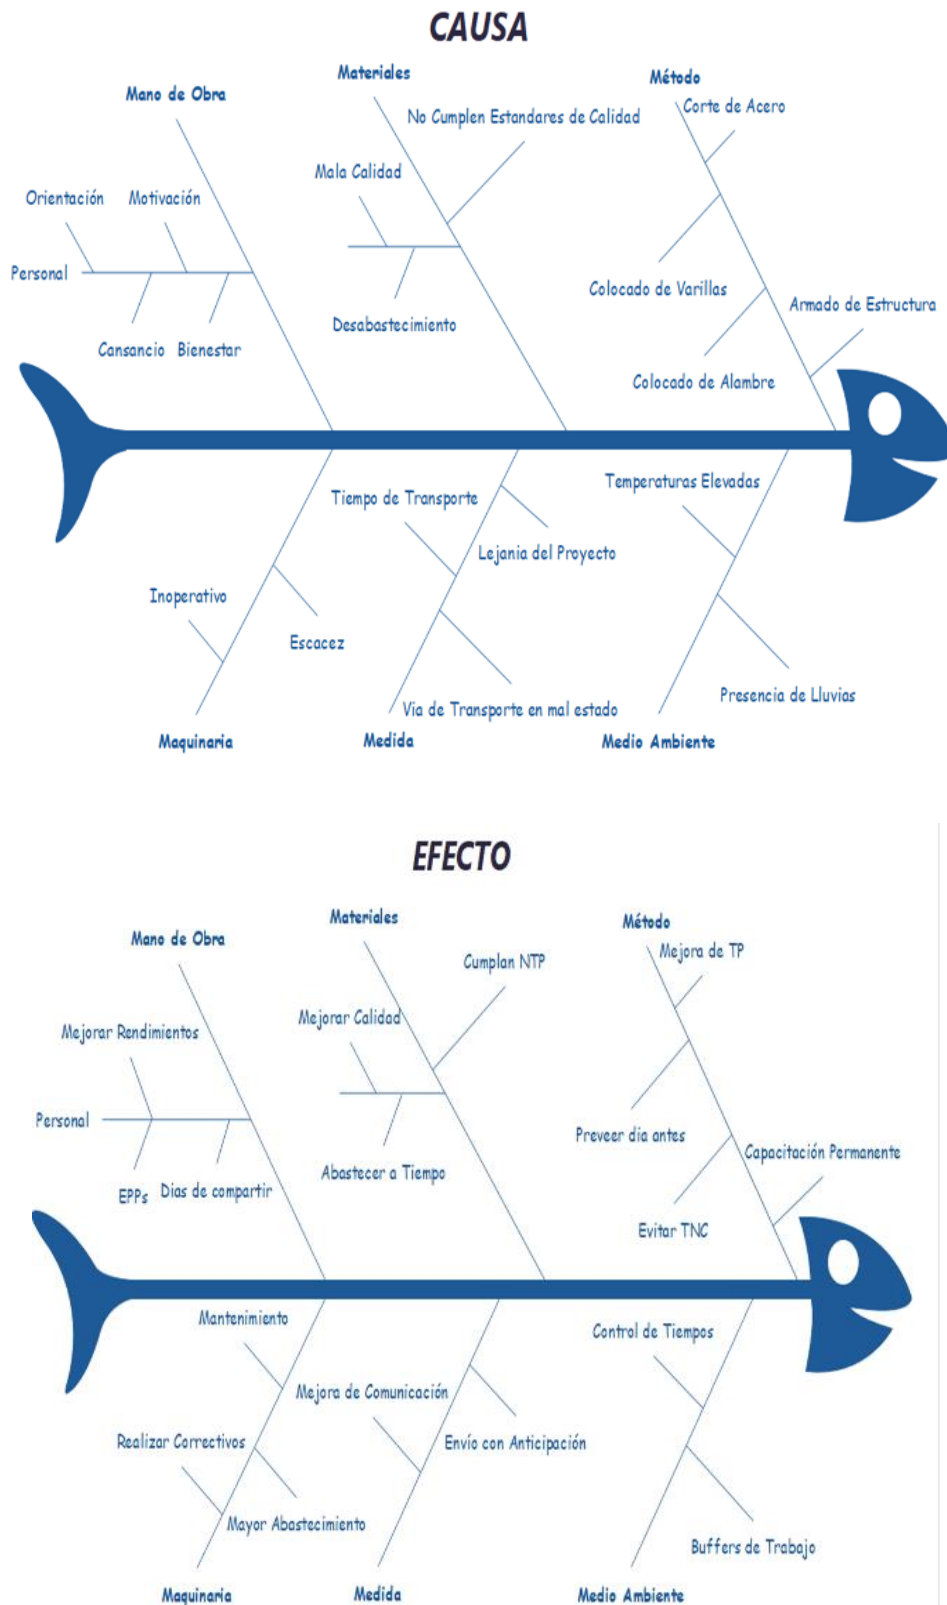 CAUSA
Materiales
Método
Mano de Obra
Corte de Acero
No Cumplen Estandares de Calidad
Mala Calidad
Orientación
Motivación
Personal
Colocado de Varillas
Armado de Estructura
Desabastecimiento
Cansancio
Bienestar
Colocado de Alambre
Temperaturas Elevadas
Tiempo de Transporte
Lejania del Proyecto
Inoperativo
Escacez
Presencia de Lluvias
Via de Transporte en mal estado
Maquinaria
Medida
Medio Ambiente
EFECTO
Materiales
Método
Mano de Obra
Mejora de TP
Cumplan NTP
Mejorar Calidad
Mejorar Rendimientos
Personal
Preveer dia antes
Capacitación Permanente
Abastecer a Tiempo
EPPs
Dias de compartir
Evitar TNC
Mantenimiento
Control de Tiempos
Mejora de Comunicación
Realizar Correctivos
Envío con Anticipación
Mayor Abastecimiento
Buffers de Trabajo
Maquinaria
Medida
Medio Ambiente